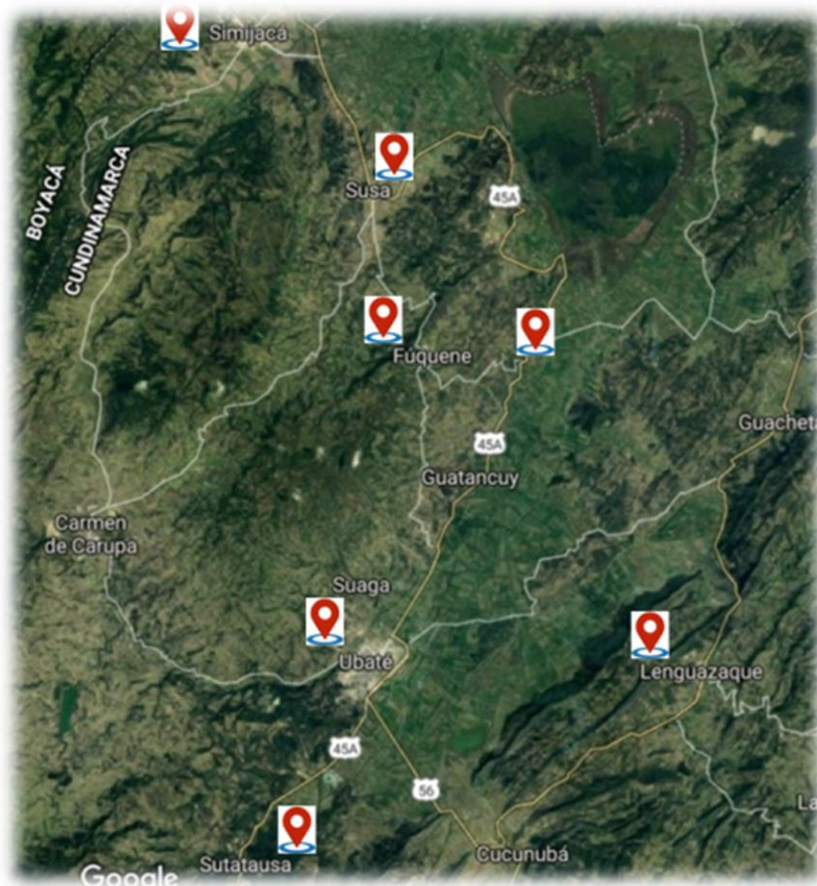 Simijacá
BOYACÁ
CUNDINAMARCA
Susa
45A
Fúquene
Guachetá
45A
Guatancuy
Carmen
de Carupa
Suaga
Ubaté
Lenguazaque
45A
56
La
Cucunubá
Sutatausa
Google